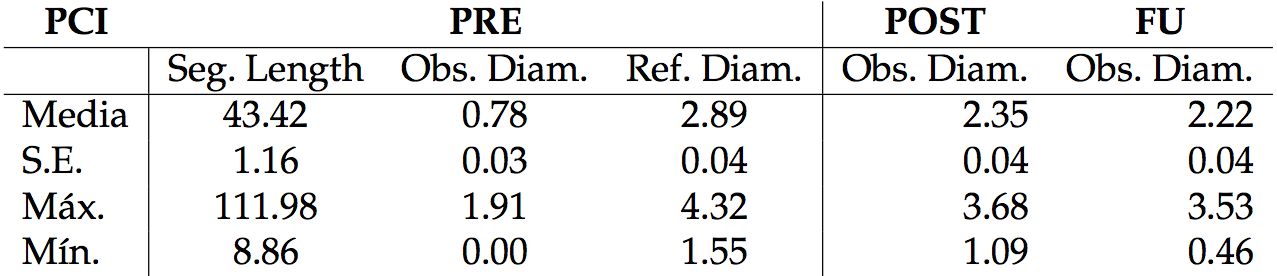 PCI PRE POST FU
Seg. Length Obs. Diam. Ref. Diam. Obs. Diam. Obs. Diam.
Media 43.42 0.78 2.89 2.35 2.22
S.E. 1.16 0.03 0.04 0.04 0.04
Máx. 111.98 1.91 4.32 3.68 3.53
Mín. 8.86 0.00 1.55 1.09 0.46